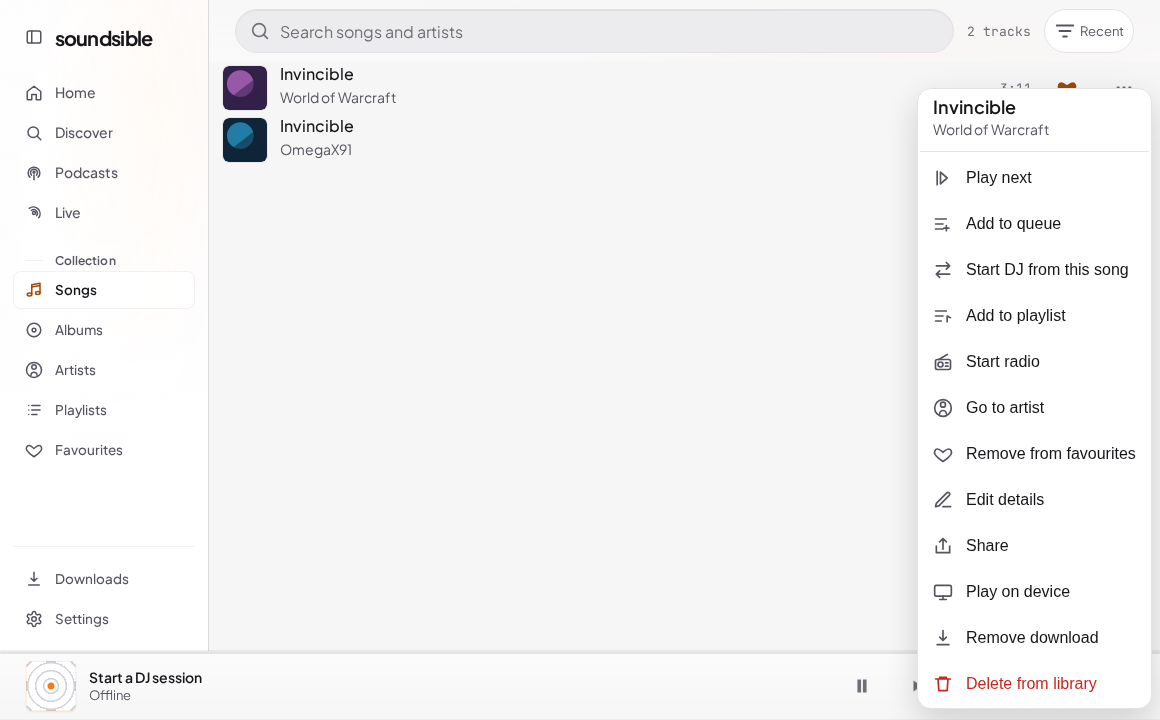 soundsible
Home
Discover
Podcasts
Live
Collection
Songs
Albums
Artists
Playlists
Favourites
Downloads
Settings
Search songs and artists
2 tracks
Recent
Invincible
World of Warcraft
3:11
Invincible
OmegaX91
Invincible
World of Warcraft
Play next
Add to queue
Start DJ from this song
Add to playlist
Start radio
Go to artist
Remove from favourites
Edit details
Share
Play on device
Remove download
Delete from library
Start a DJ session
Offline